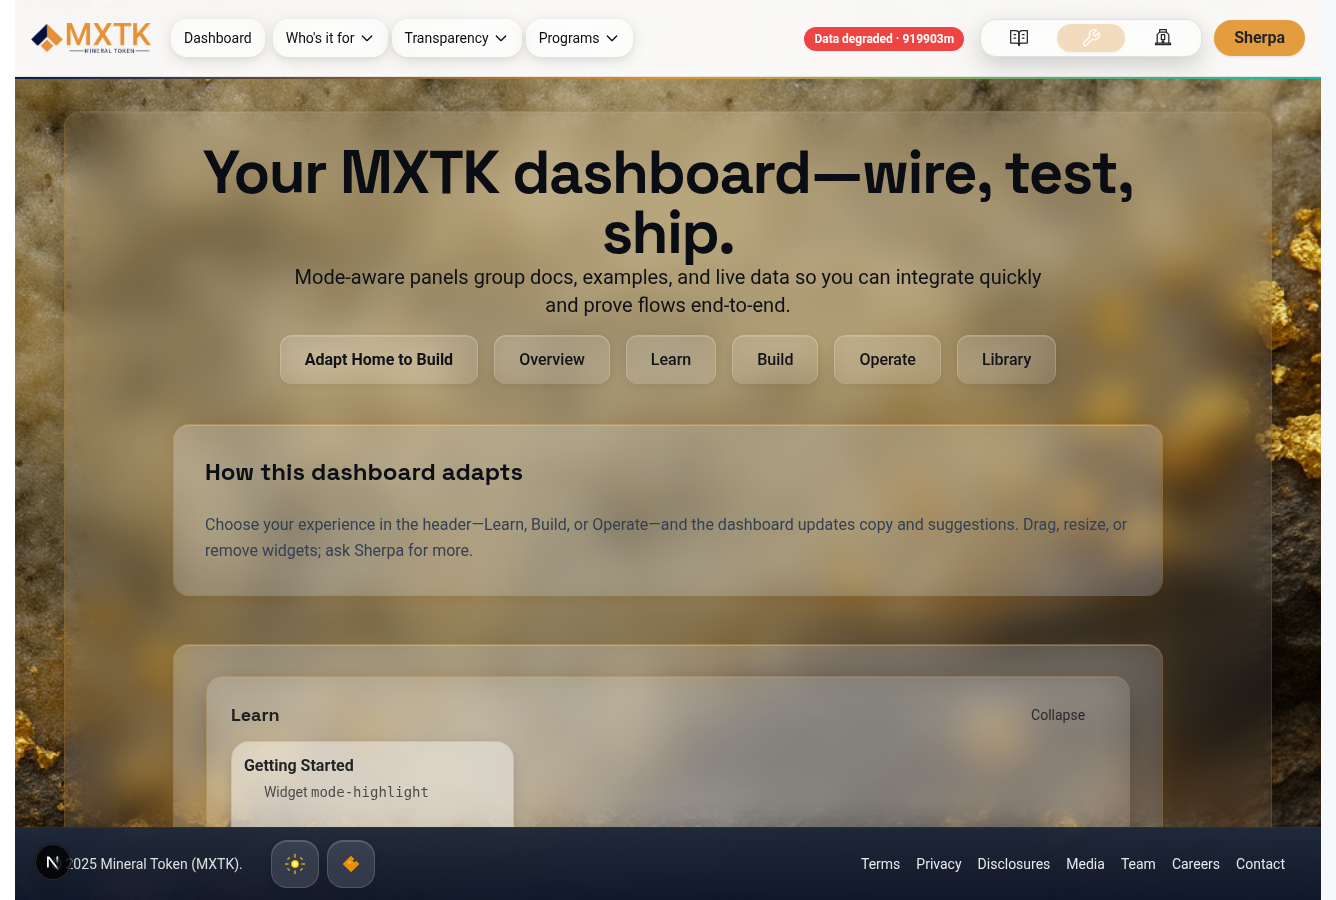 MXTK
MINERAL TOKEN
Dashboard
Who's it for
Transparency
Programs
Data degraded · 919903m
Sherpa
Your MXTK dashboard—wire, test,
ship.
Mode-aware panels group docs, examples, and live data so you can integrate quickly
and prove flows end-to-end.
Adapt Home to Build
Overview
Learn
Build
Operate
Library
How this dashboard adapts
Choose your experience in the header—Learn, Build, or Operate—and the dashboard updates copy and suggestions. Drag, resize, or
remove widgets; ask Sherpa for more.
Learn
Collapse
Getting Started
Widget mode-highlight
N
2025 Mineral Token (MXTK).
Terms
Privacy
Disclosures
Media
Team
Careers
Contact